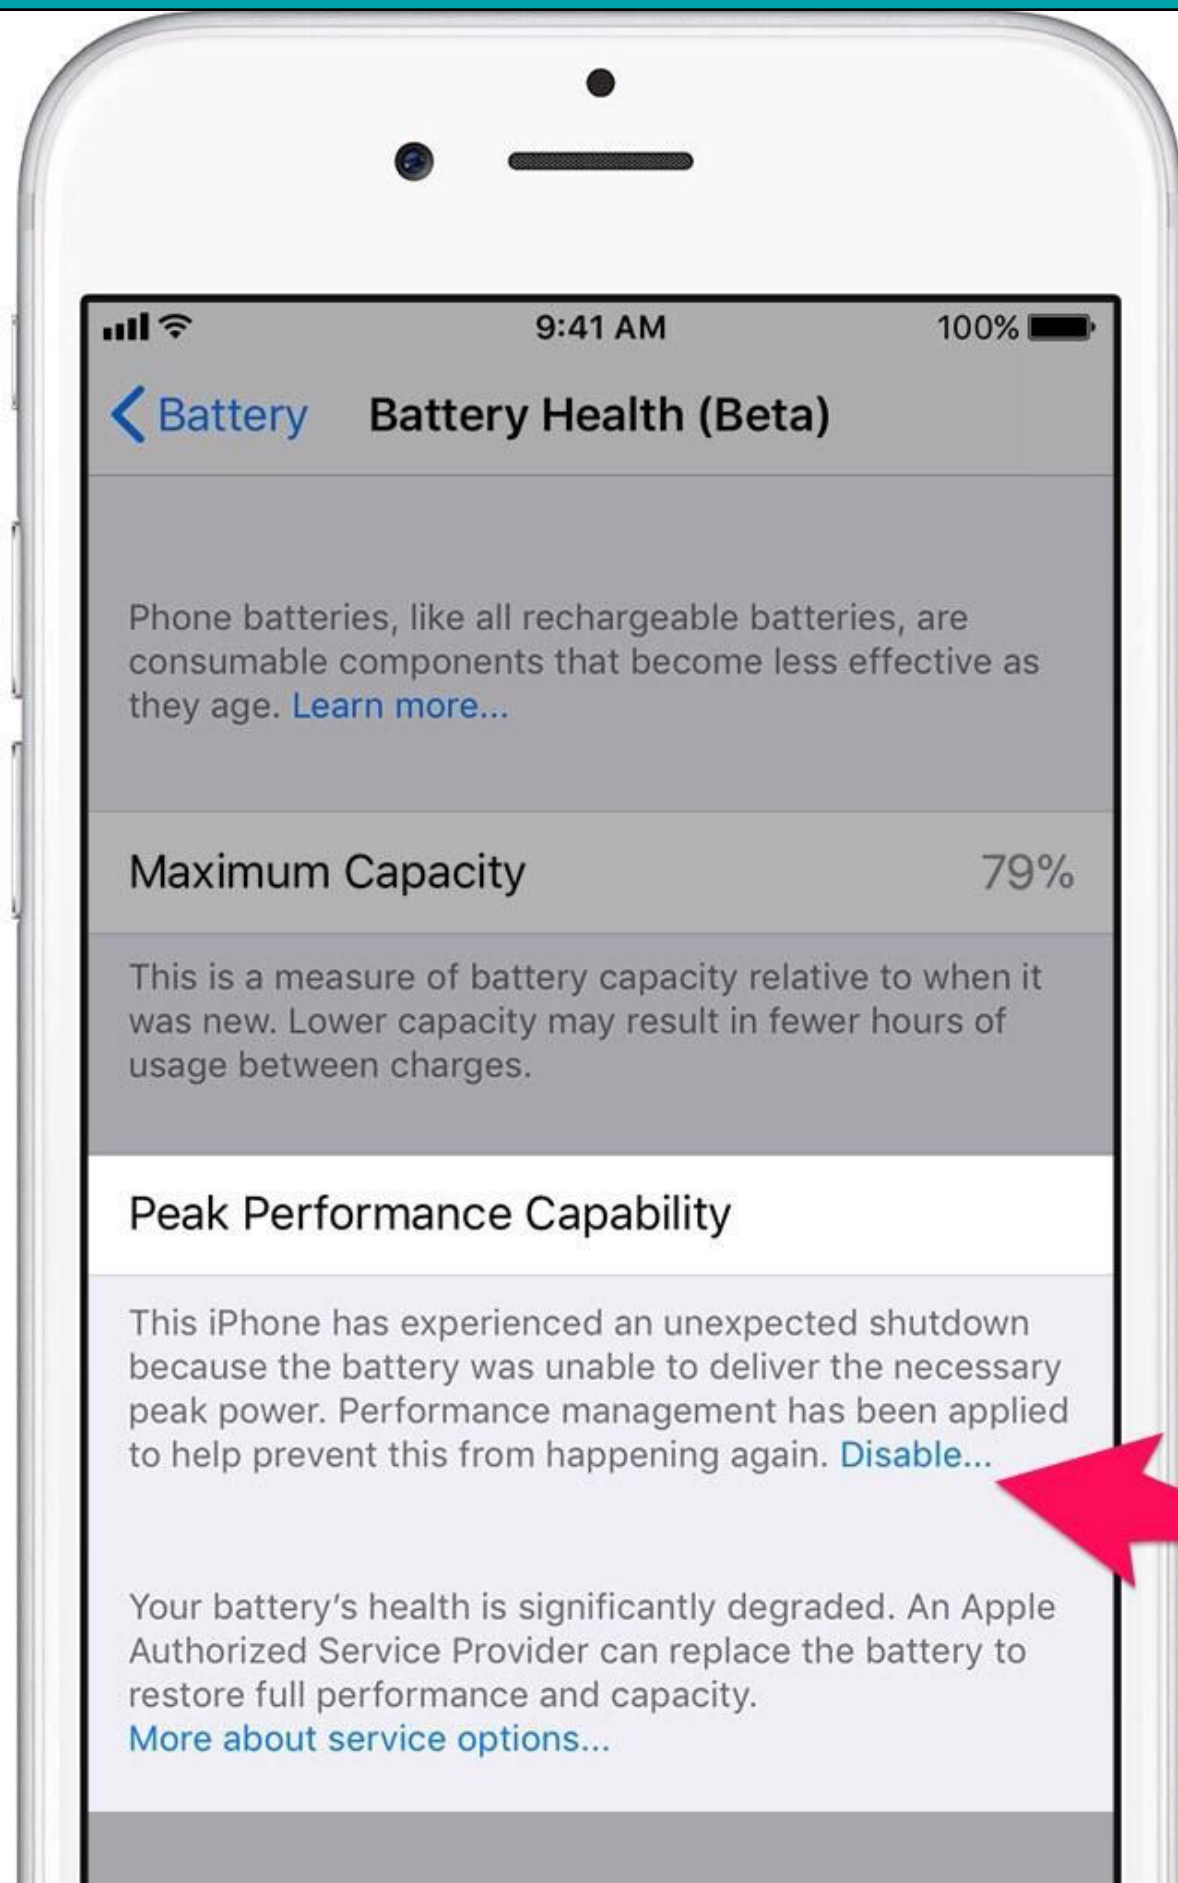 9:41 AM
100%
Battery
Battery Health (Beta)
Phone batteries, like all rechargeable batteries, are
consumable components that become less effective as
they age. Learn more...
Maximum Capacity
79%
This is a measure of battery capacity relative to when it
was new. Lower capacity may result in fewer hours of
usage between charges.
Peak Performance Capability
This iPhone has experienced an unexpected shutdown
because the battery was unable to deliver the necessary
peak power. Performance management has been applied
to help prevent this from happening again. Disable...
Your battery's health is significantly degraded. An Apple
Authorized Service Provider can replace the battery to
restore full performance and capacity.
More about service options...